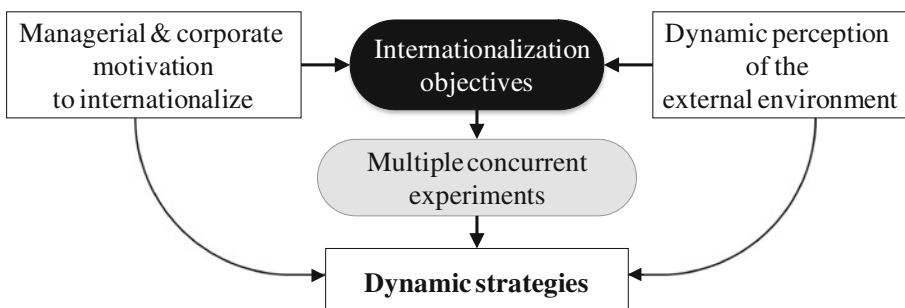 Managerial & corporate
motivation
to internationalize
Internationalization
objectives
Dynamic perception
of the
external environment
Multiple concurrent
experiments
Dynamic strategies